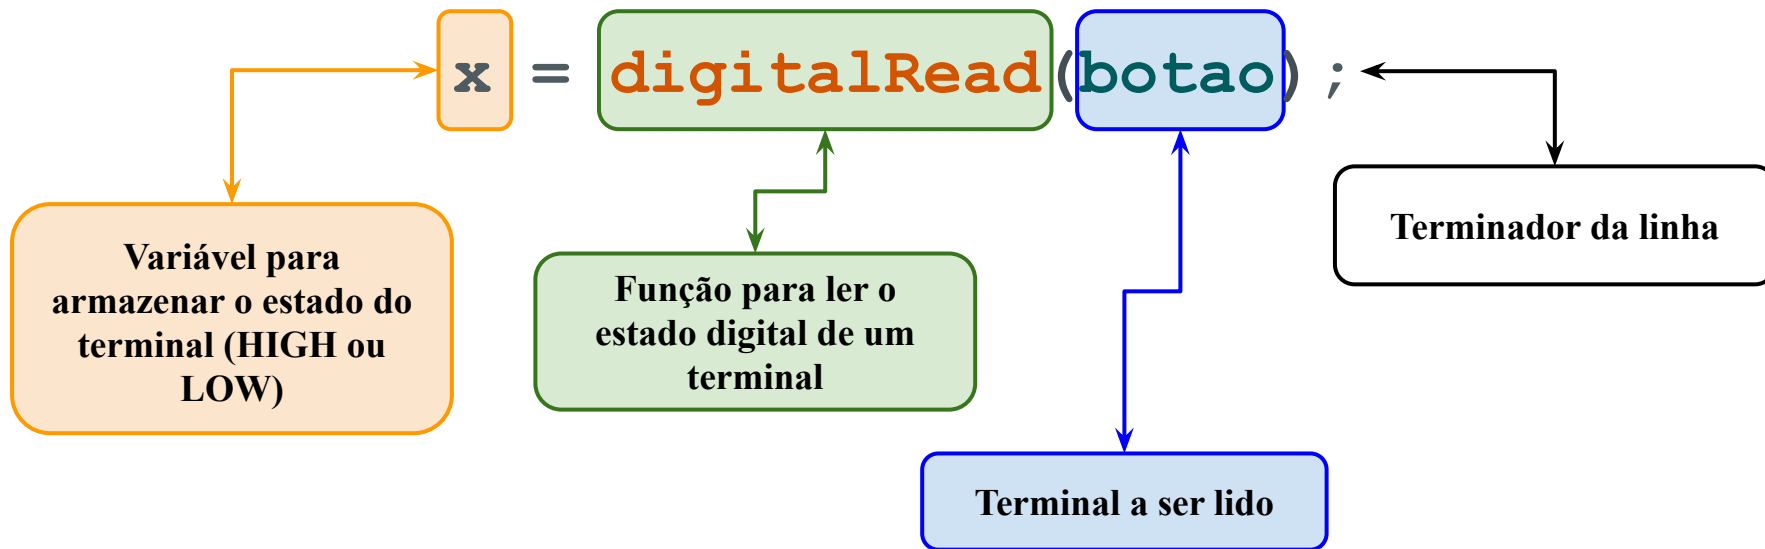 x = digitalRead(botao);
Variável para
armazenar o estado do
terminal (HIGH ou
LOW)
Função para ler o
estado digital de um
terminal
Terminal a ser lido
Terminador da linha